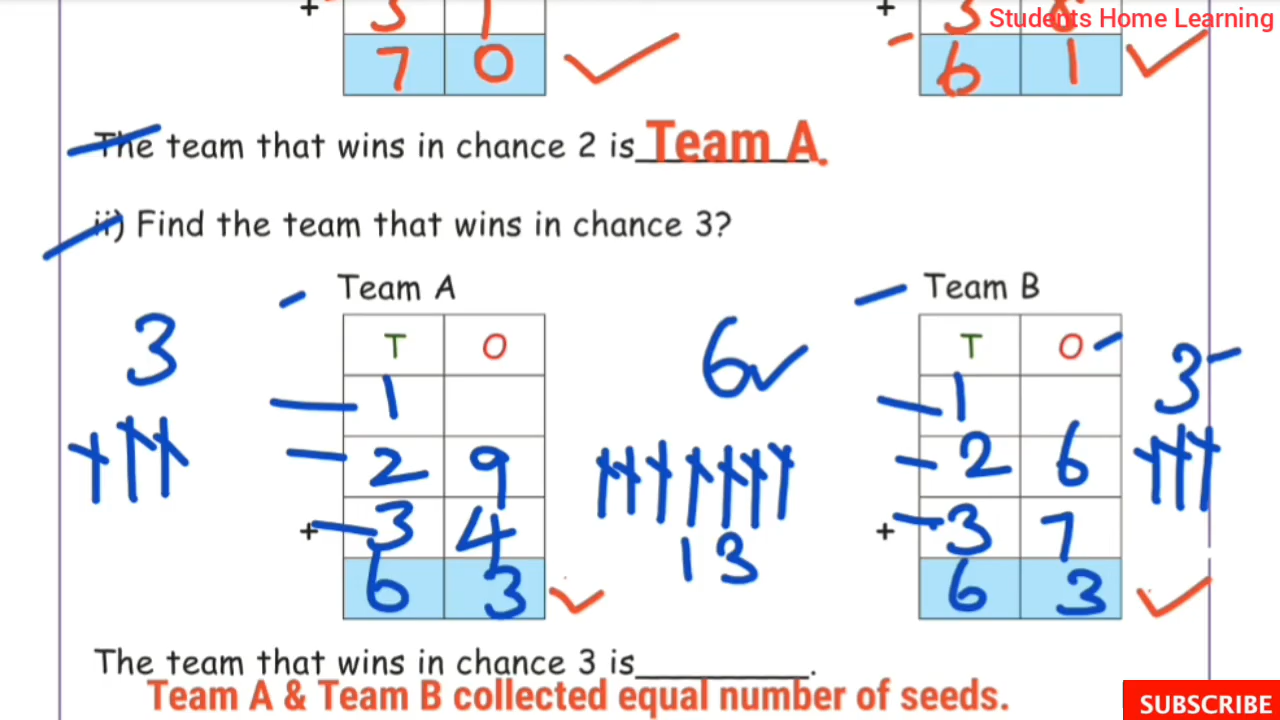 Students Home Learning
+ 3 1 + 3 8
7 0 - 6 1
The team that wins in chance 2 is________ Team A.
ii) Find the team that wins in chance 3?
Team A Team B
T O T O
3 1 6 1 3
2 9 2 6
+ 3 4 13 + 3 7
6 3 6 3
The team that wins in chance 3 is________.
Team A & Team B collected equal number of seeds.
SUBSCRIBE